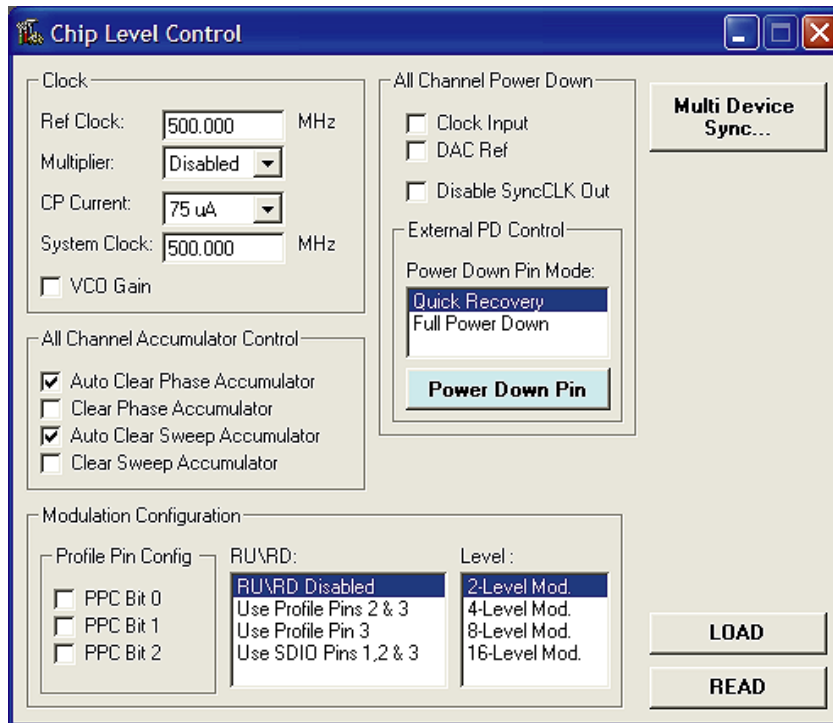 Chip Level Control
Clock
Ref Clock: 500.000 MHz
Multiplier: Disabled
CP Current: 75 uA
System Clock: 500.000 MHz
VCO Gain
All Channel Accumulator Control
Auto Clear Phase Accumulator
Clear Phase Accumulator
Auto Clear Sweep Accumulator
Clear Sweep Accumulator
All Channel Power Down
Clock Input
DAC Ref
Disable SyncCLK Out
External PD Control
Power Down Pin Mode:
Quick Recovery
Full Power Down
Power Down Pin
Multi Device
Sync...
Modulation Configuration
Profile Pin Config
PPC Bit 0
PPC Bit 1
PPC Bit 2
RU\RD:
RU\RD Disabled
Use Profile Pins 2 & 3
Use Profile Pin 3
Use SDIO Pins 1,2 & 3
Level :
2-Level Mod.
4-Level Mod.
8-Level Mod.
16-Level Mod.
LOAD
READ